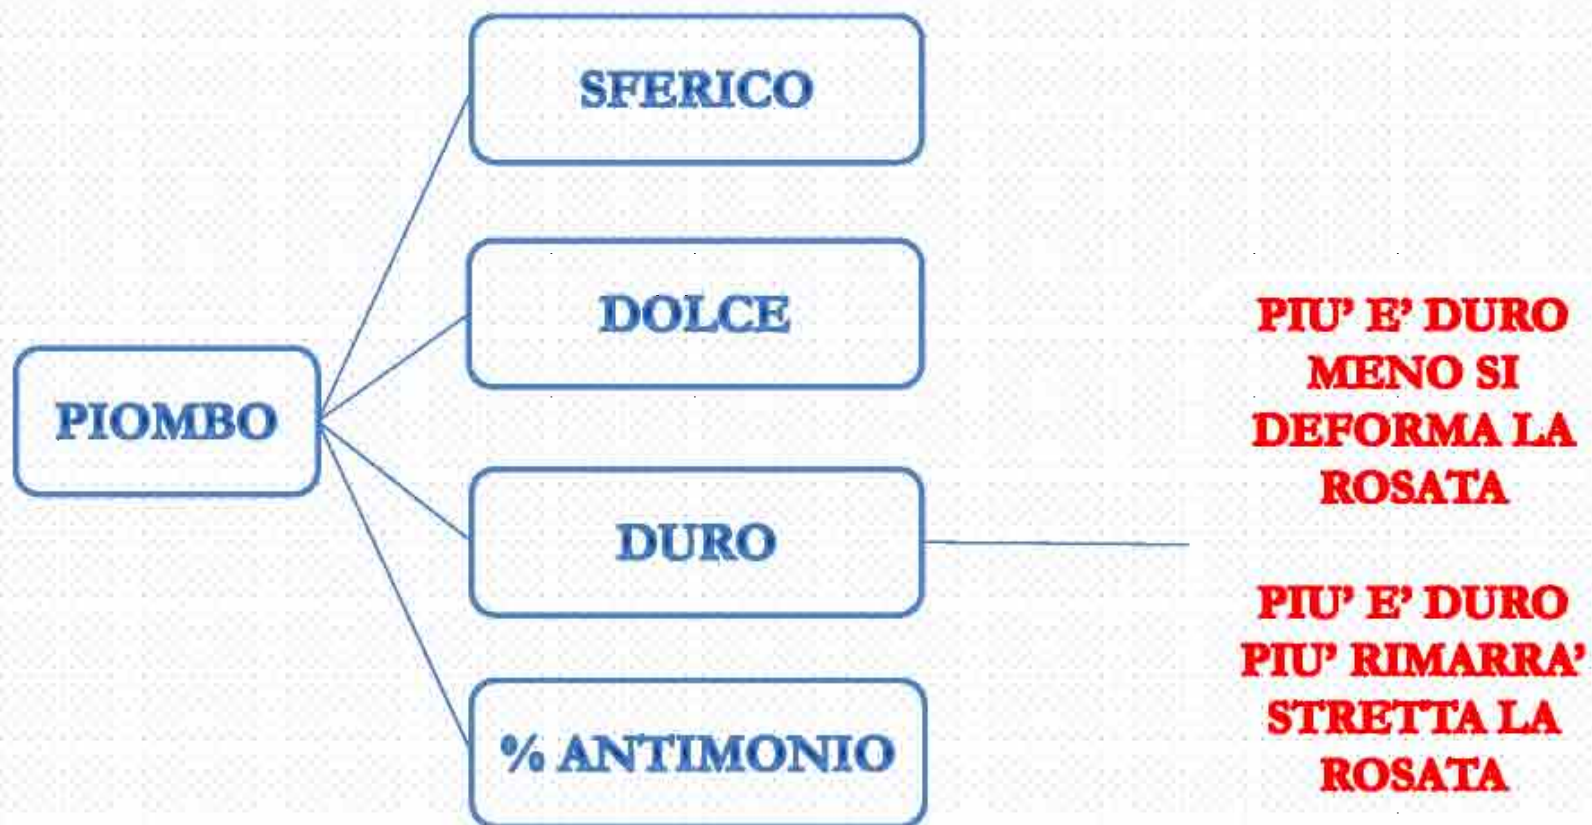 SFERICO
DOLCE
PIOMBO
DURO
% ANTIMONIO
PIU' E' DURO
MENO SI
DEFORMA LA
ROSATA
PIU' E' DURO
PIU' RIMARRA'
STRETTA LA
ROSATA